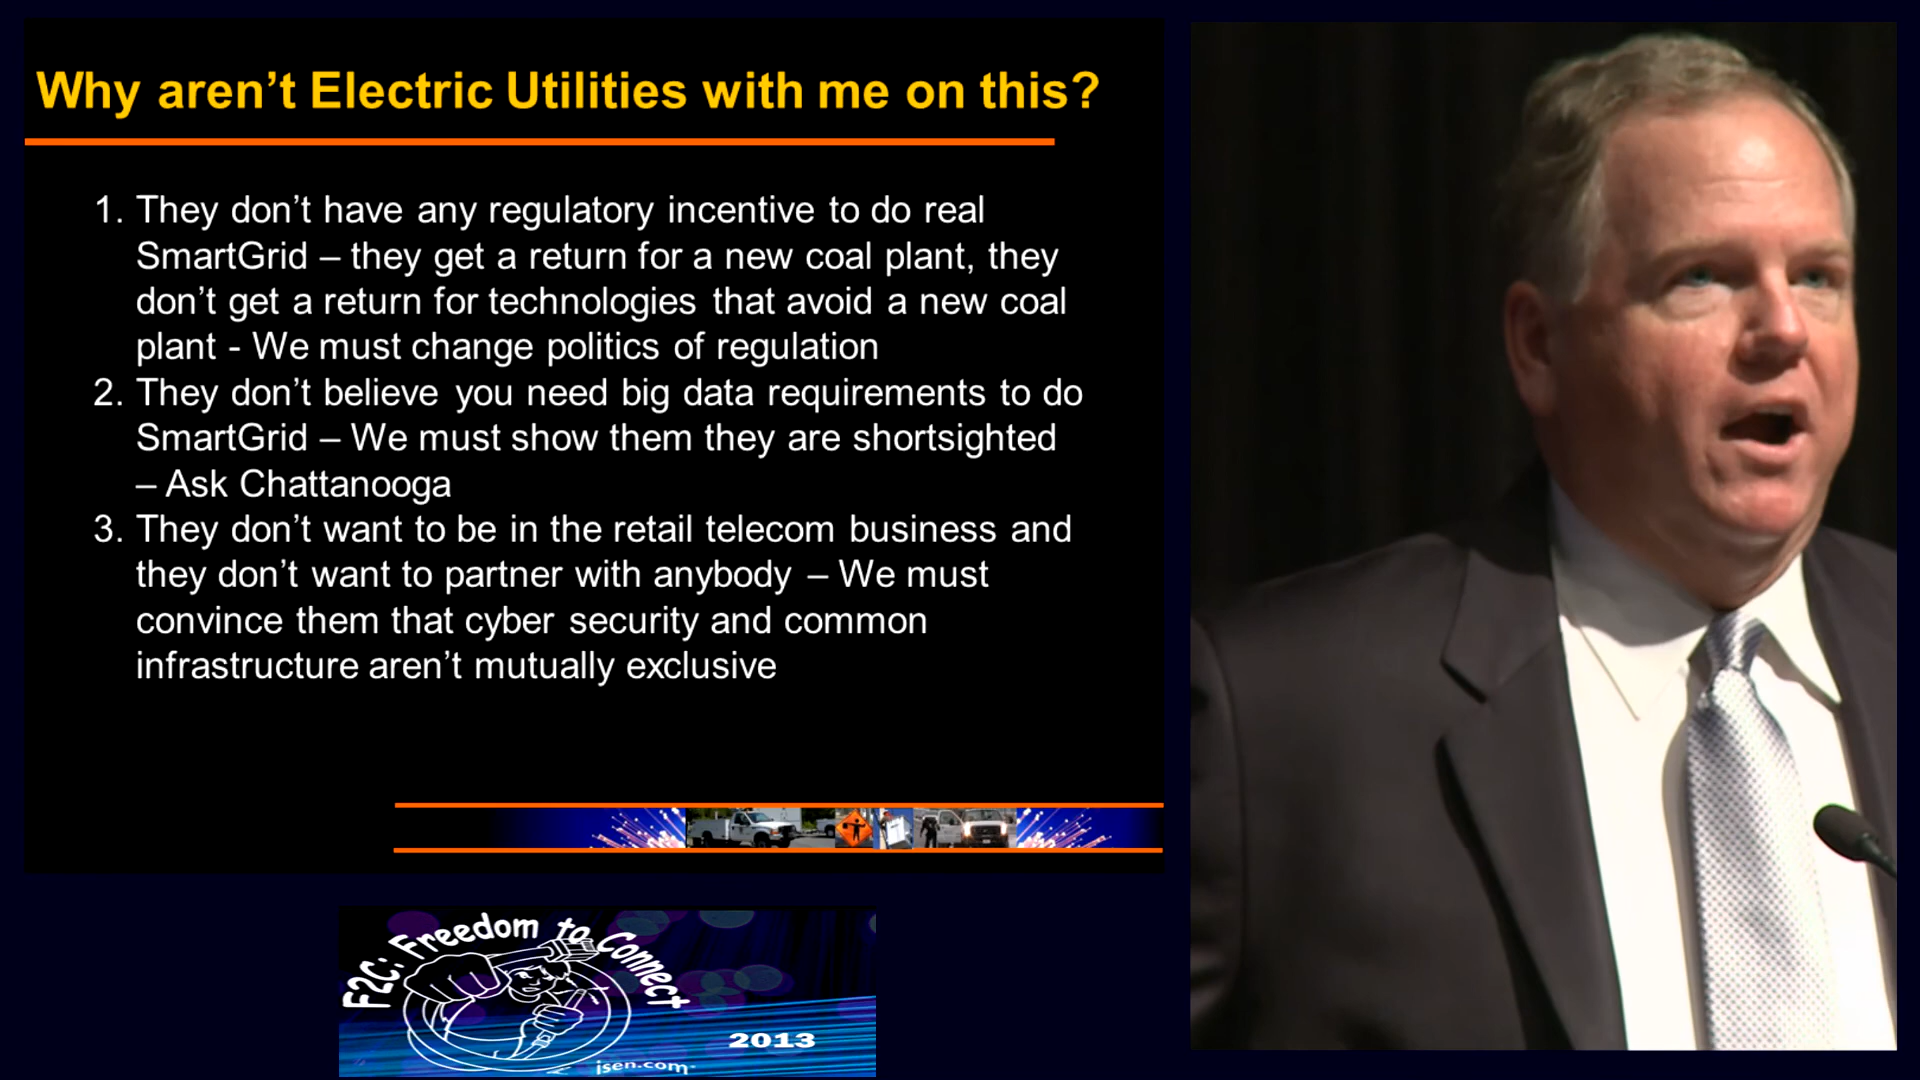 Why aren’t Electric Utilities with me on this?
1. They don’t have any regulatory incentive to do real
SmartGrid – they get a return for a new coal plant, they
don’t get a return for technologies that avoid a new coal
plant - We must change politics of regulation
2. They don’t believe you need big data requirements to do
SmartGrid – We must show them they are shortsighted
– Ask Chattanooga
3. They don’t want to be in the retail telecom business and
they don’t want to partner with anybody – We must
convince them that cyber security and common
infrastructure aren’t mutually exclusive
F2C: Freedom to Connect
2013
isen.com